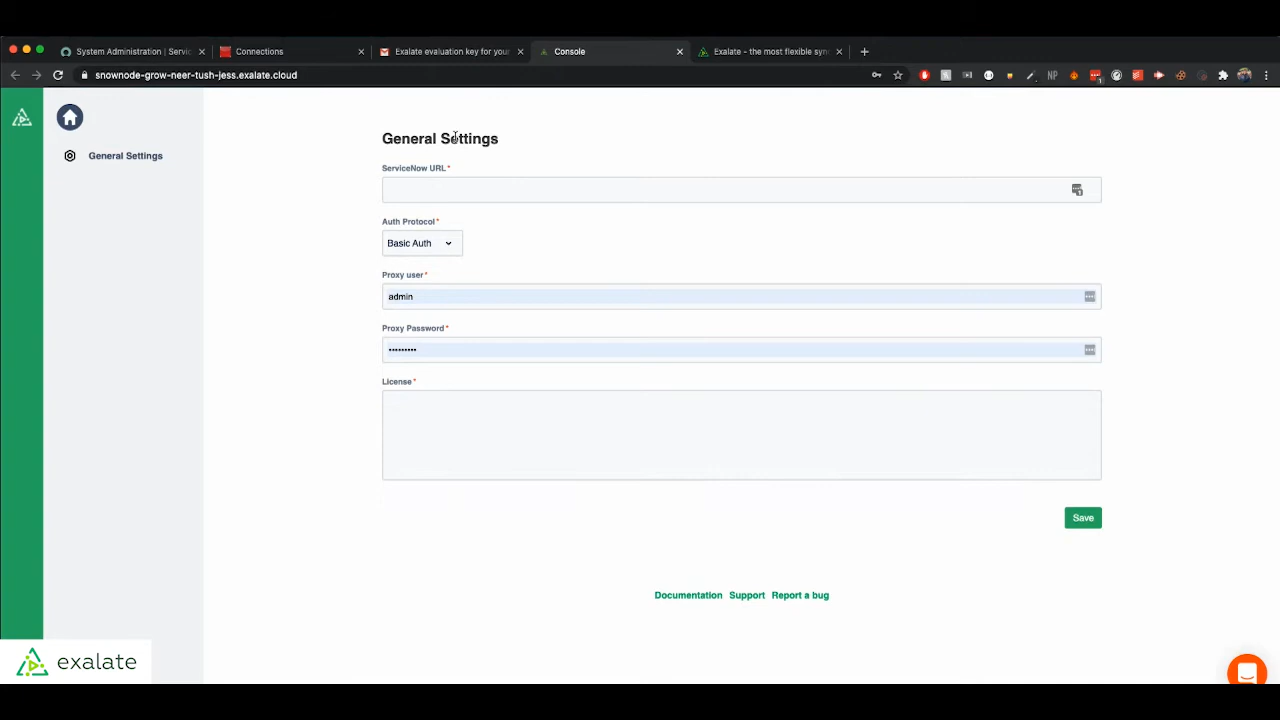 System Administration | Servic
Connections
Exalate evaluation key for your
Console
Exalate - the most flexible syn
snownode-grow-neer-tush-jess.exalate.cloud
NP
1
General Settings
General Settings
ServiceNow URL*
Auth Protocol*
Basic Auth
Proxy user*
admin
Proxy Password*
•••••••••
License*
Save
Documentation Support Report a bug
exalate